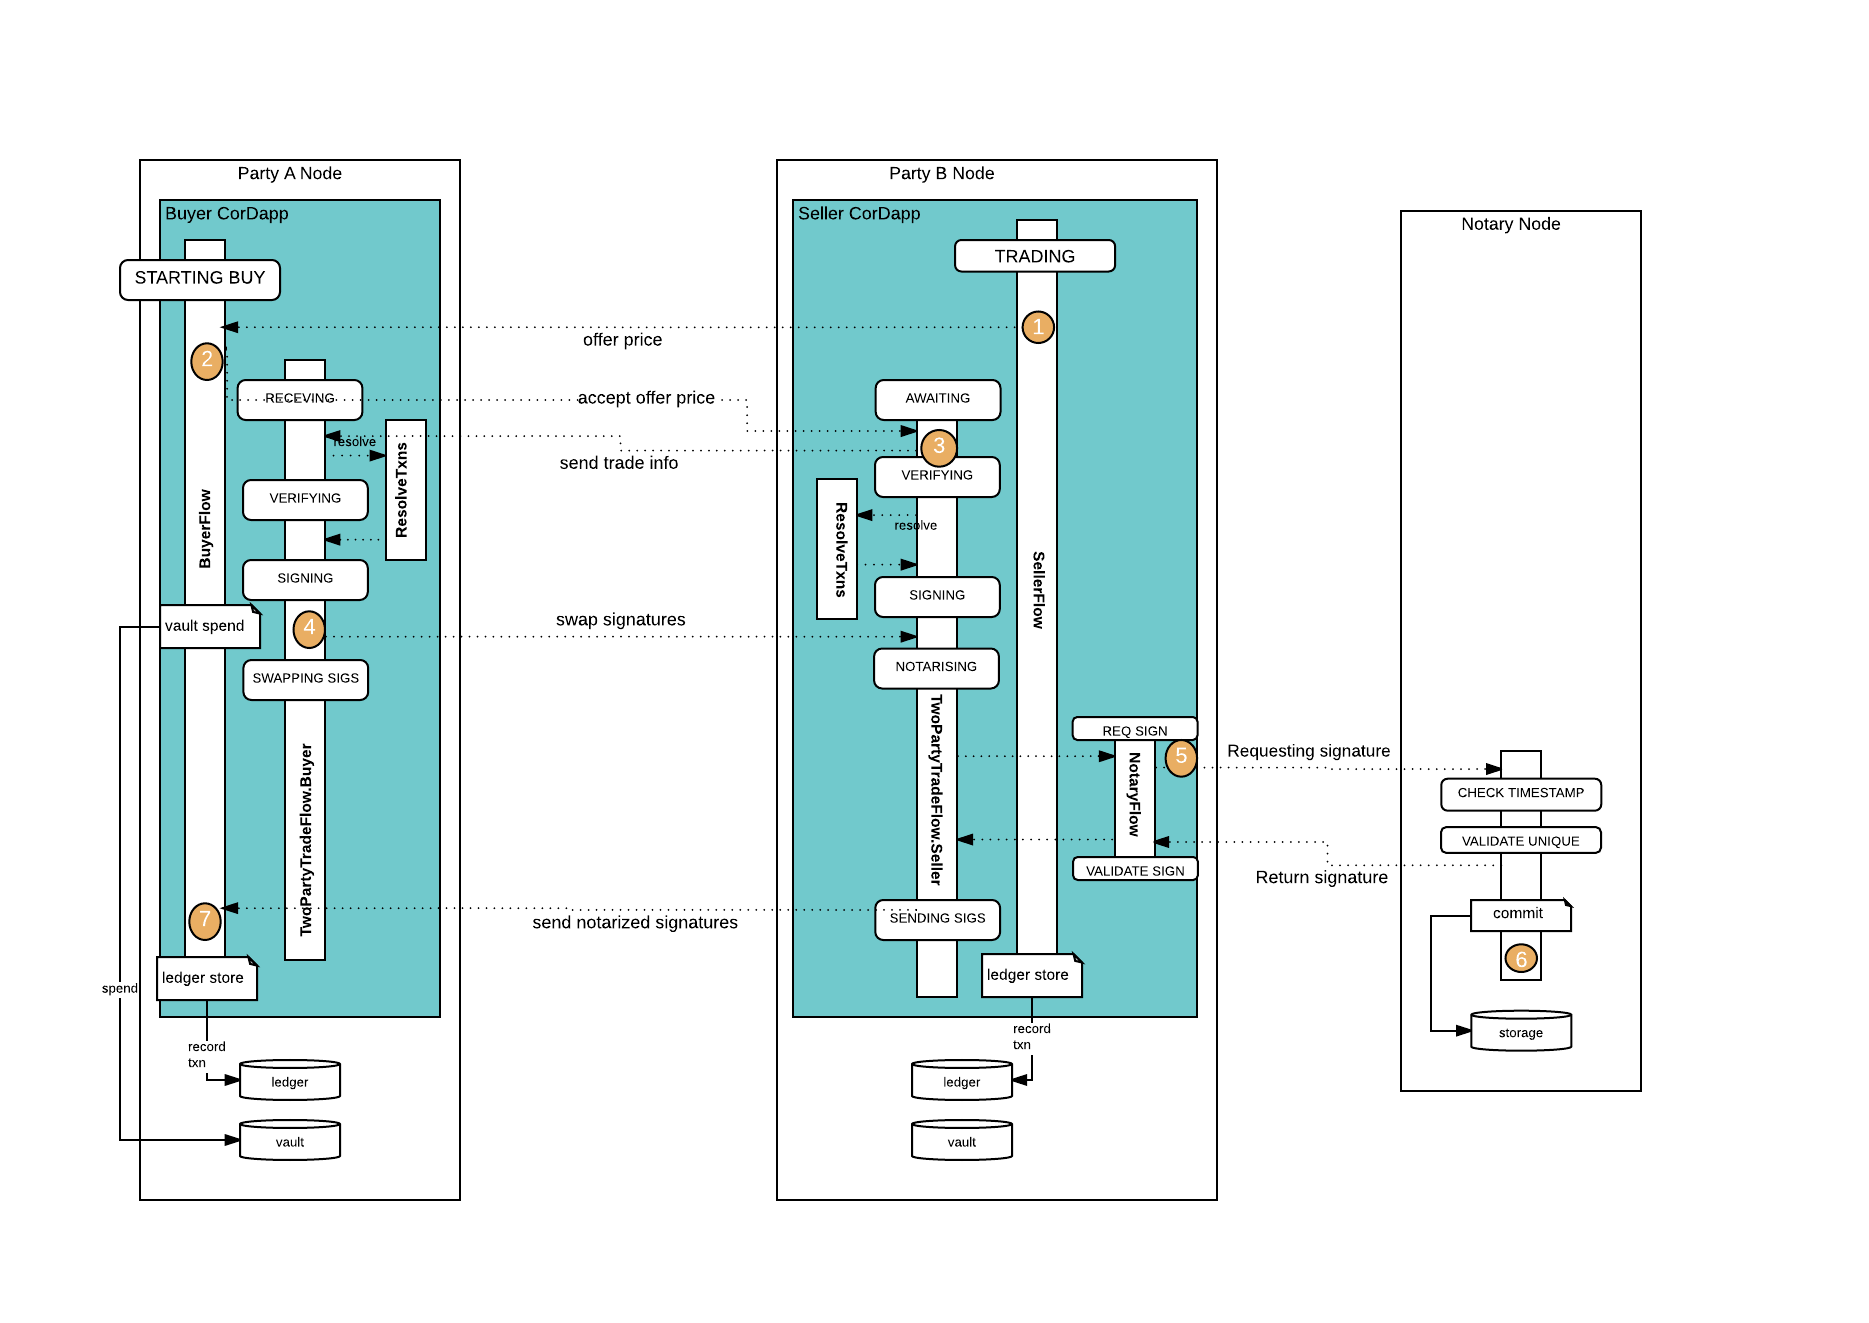 Party A Node
Buyer CorDapp
STARTING BUY
2
RECEVING
resolve
ResolveTxns
VERIFYING
BuyerFlow
SIGNING
vault spend
4
SWAPPING SIGS
TwoPartyTradeFlow.Buyer
7
ledger store
spend
record
txn
ledger
vault
offer price
accept offer price
send trade info
swap signatures
send notarized signatures
Party B Node
Seller CorDapp
TRADING
1
AWAITING
3
VERIFYING
ResolveTxns
resolve
SellerFlow
SIGNING
NOTARISING
TwoPartyTradeFlow.Seller
REQ SIGN
5
NotaryFlow
VALIDATE SIGN
SENDING SIGS
ledger store
record
txn
ledger
vault
Requesting signature
Return signature
Notary Node
CHECK TIMESTAMP
VALIDATE UNIQUE
commit
6
storage